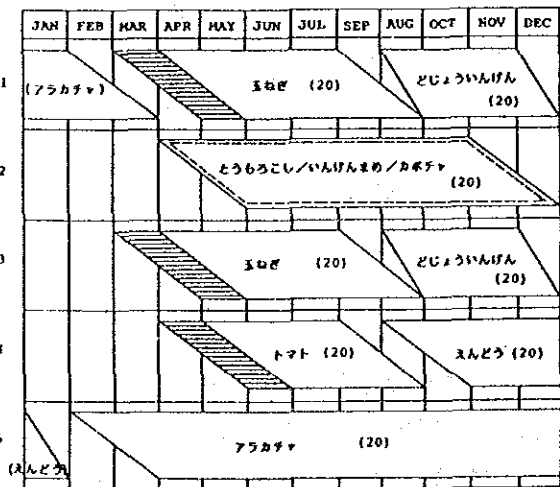 JAN FEB MAR APR MAY JUN JUL SEP AUG OCT NOV DEC
1
(アラカチャ)
玉ねぎ (20)
どじょういんげん
(20)
2
とうもろこし/いんげんまめ/カボチャ
(20)
3
玉ねぎ (20)
どじょういんげん
(20)
トマト (20)
えんどう (20)
アラカチャ (20)
(えんどう)